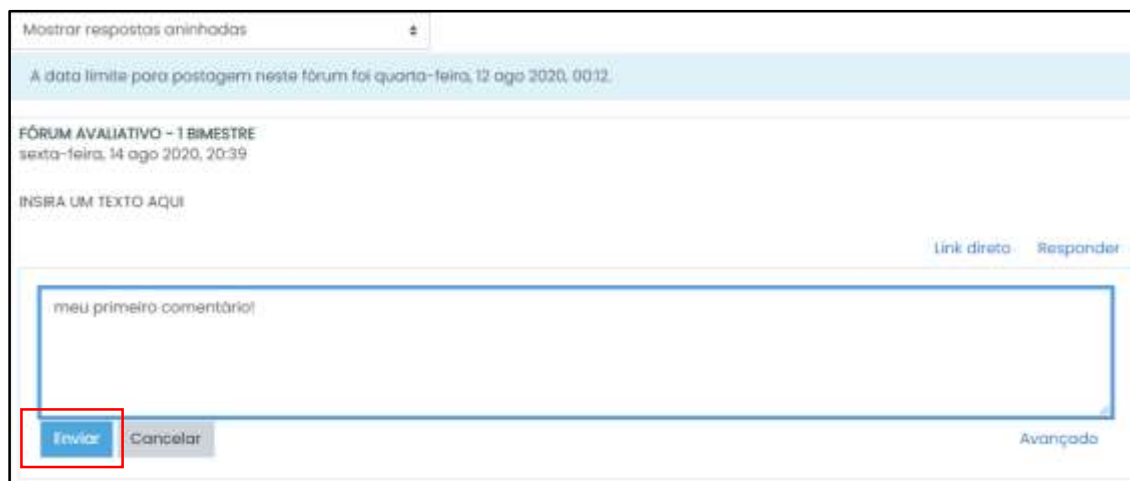 Mostrar respostas aninhadas
A data limite para postagem neste fórum foi quarta-feira, 12 ago 2020, 00:12.
FÓRUM AVALIATIVO - 1 BIMESTRE
sexta-feira, 14 ago 2020, 20:39
INSIRA UM TEXTO AQUI
Link direto Responder
meu primeiro comentário!
Enviar Cancelar Avançado